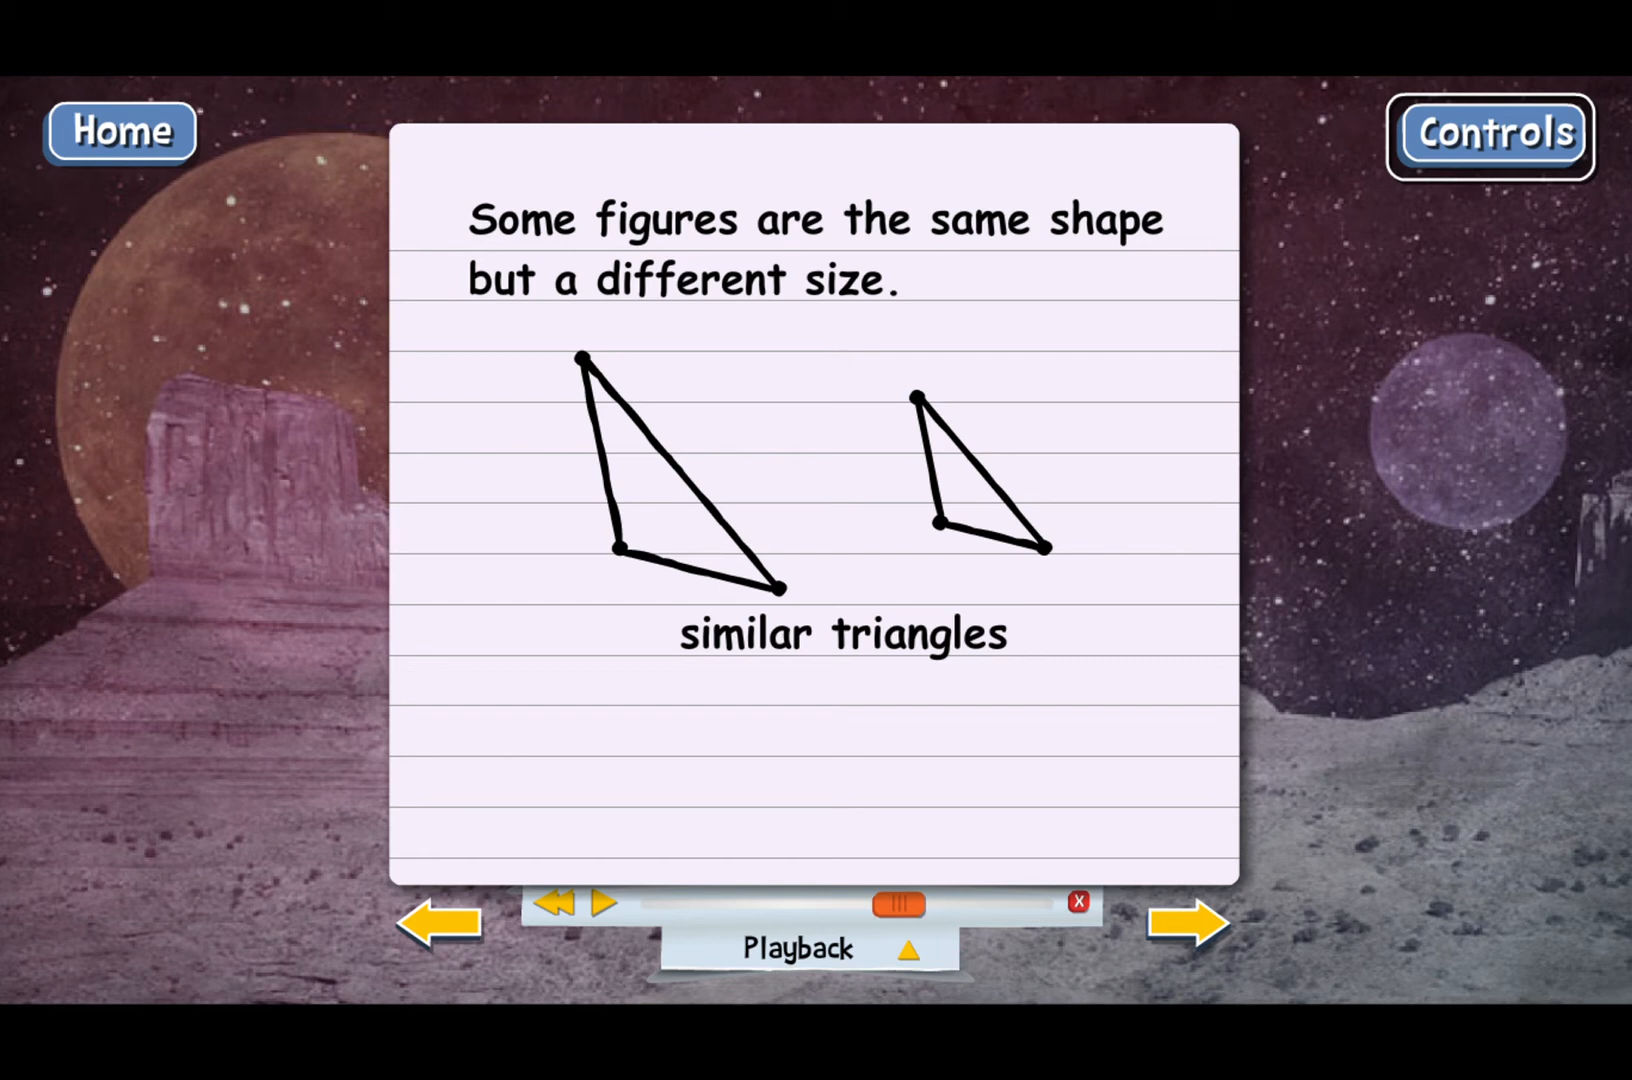 Home
Controls
Some figures are the same shape
but a different size.
similar triangles
X
Playback